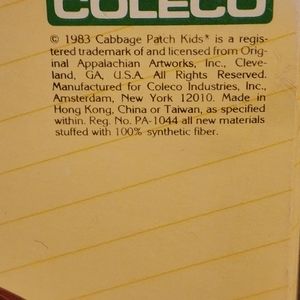 COLECO
© 1983 Cabbage Patch Kids* is a regis-
tered trademark of and licensed from Orig-
inal Appalachian Artworks, Inc., Cleve-
land, GA, U.S.A. All Rights Reserved.
Manufactured for Coleco Industries, Inc.,
Amsterdam, New York 12010. Made in
Hong Kong, China or Taiwan, as specified
within. Reg. No. PA-1044 all new materials
stuffed with 100% synthetic fiber.